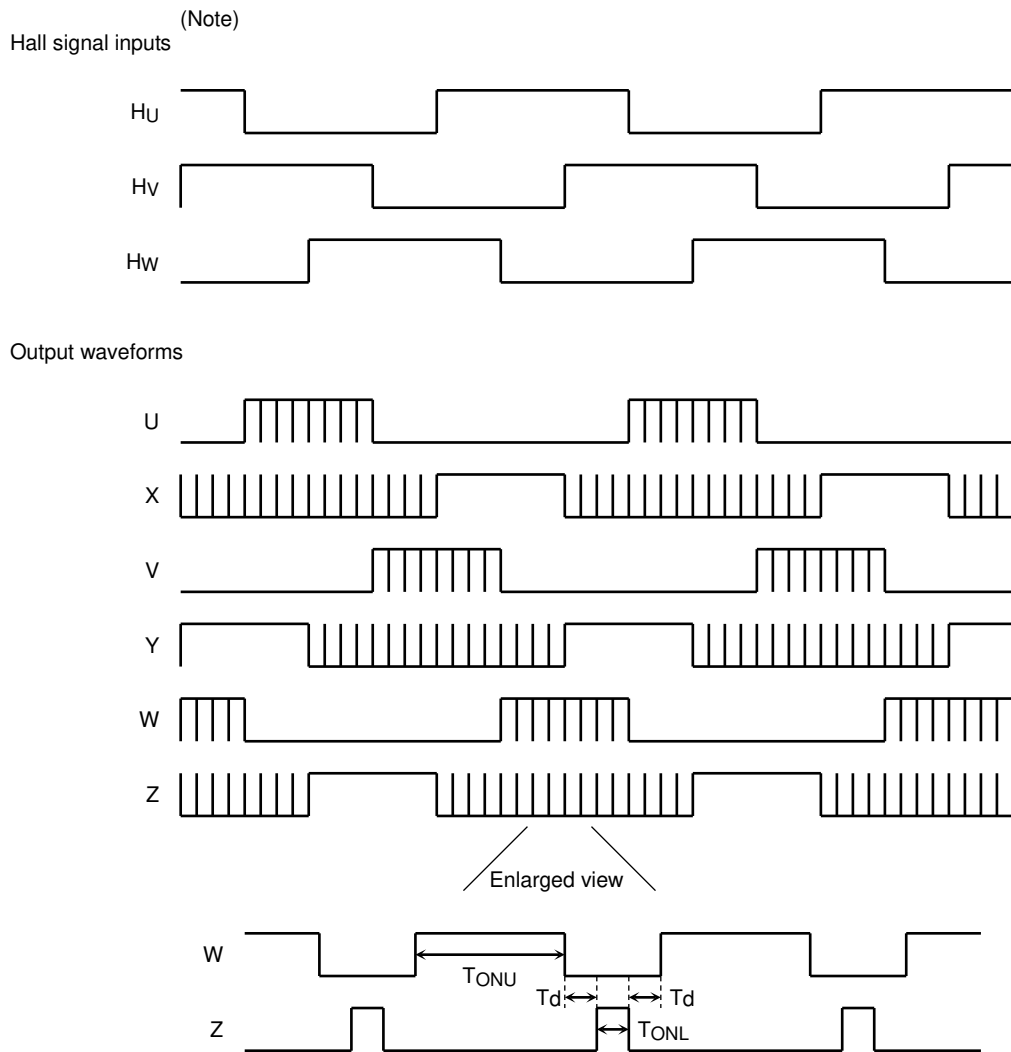 (Note)
Hall signal inputs
HU
HV
HW
Output waveforms
U
X
V
Y
W
Z
Enlarged view
W
TONU
Td Td
Z
TONL